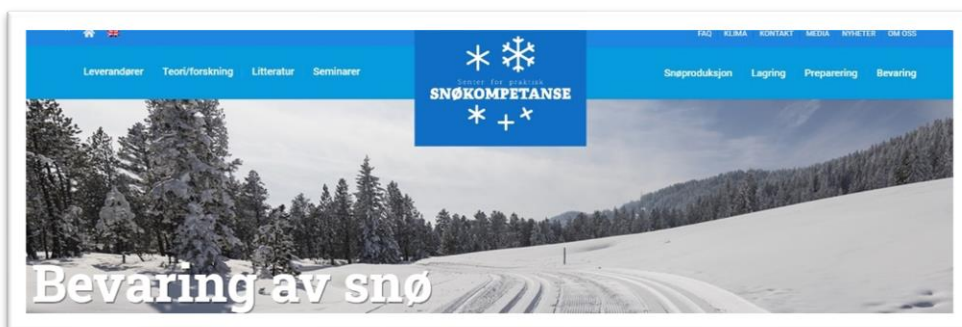 FAQ KLIMA KONTAKT MEDIA NYHETER OM OSS
Leverandører Teori/forskning Litteratur Seminarer
Senter for praktisk
SNØKOMPETANSE
Snøproduksjon Lagring Preparering Bevaring
Bevaring av snø